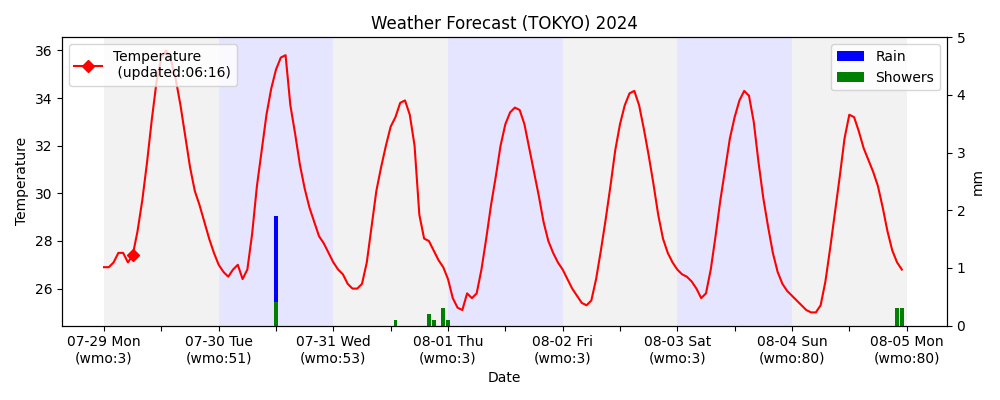 Weather Forecast (TOKYO) 2024
Temperature
(updated:06:16)
Rain
Showers
Temperature
36
34
32
30
28
26
5
4
3
2
1
0
mm
07-29 Mon
(wmo:3)
07-30 Tue
(wmo:51)
07-31 Wed
(wmo:53)
08-01 Thu
(wmo:3)
08-02 Fri
(wmo:3)
08-03 Sat
(wmo:3)
08-04 Sun
(wmo:80)
08-05 Mon
(wmo:80)
Date